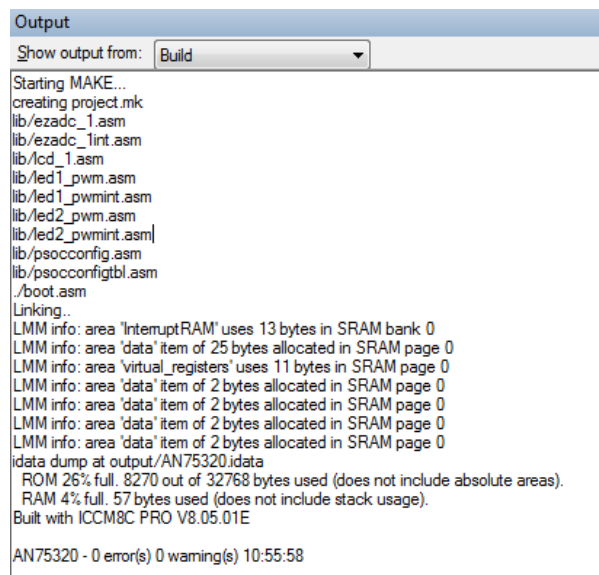 Output
Show output from: Build
Starting MAKE...
creating project.mk
lib/ezadc_1.asm
lib/ezadc_1int.asm
lib/lcd_1.asm
lib/led1_pwm.asm
lib/led1_pwmint.asm
lib/led2_pwm.asm
lib/led2_pwmint.asm
lib/psocconfig.asm
lib/psocconfigtbl.asm
./boot.asm
Linking..
LMM info: area 'InterruptRAM' uses 13 bytes in SRAM bank 0
LMM info: area 'data' item of 25 bytes allocated in SRAM page 0
LMM info: area 'virtual_registers' uses 11 bytes in SRAM page 0
LMM info: area 'data' item of 2 bytes allocated in SRAM page 0
LMM info: area 'data' item of 2 bytes allocated in SRAM page 0
LMM info: area 'data' item of 2 bytes allocated in SRAM page 0
LMM info: area 'data' item of 2 bytes allocated in SRAM page 0
idata dump at output/AN75320.idata
ROM 26% full. 8270 out of 32768 bytes used (does not include absolute areas).
RAM 4% full. 57 bytes used (does not include stack usage).
Built with ICCM8C PRO V8.05.01E
AN75320 - 0 error(s) 0 warning(s) 10:55:58